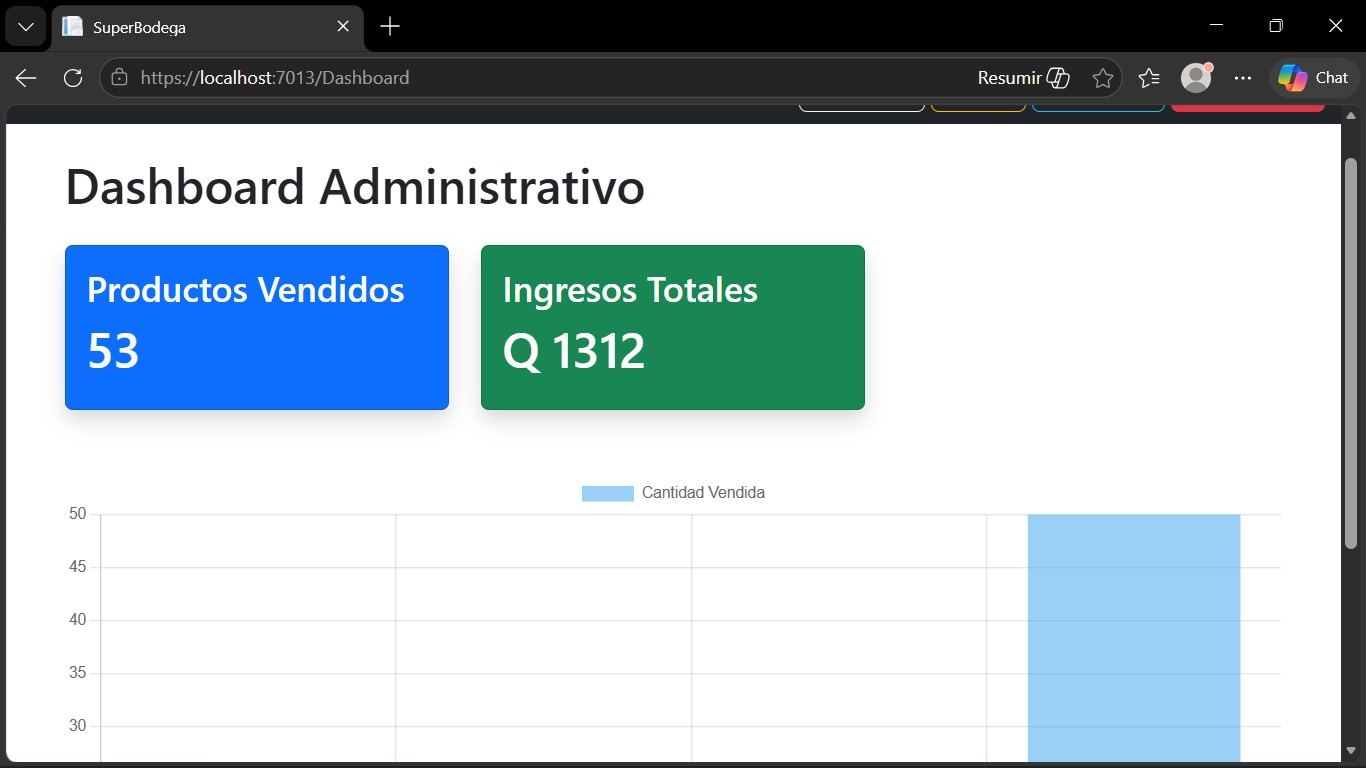 SuperBodega
https://localhost:7013/Dashboard
Resumir
Chat
Dashboard Administrativo
Productos Vendidos
53
Ingresos Totales
Q 1312
Cantidad Vendida
50
45
40
35
30